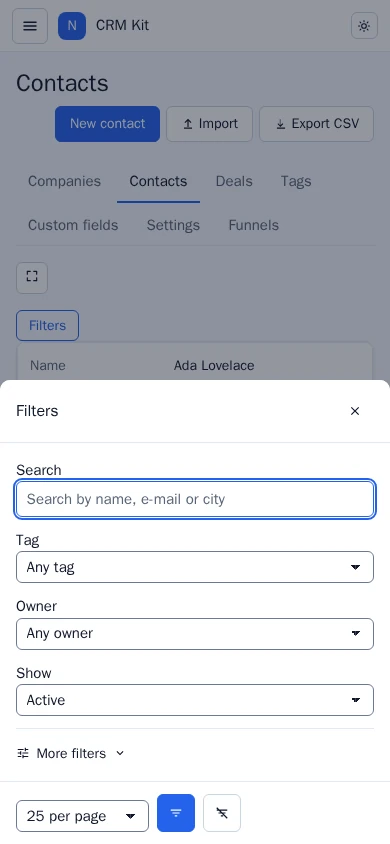 N CRM Kit
Contacts
New contact Import Export CSV
Companies Contacts Deals Tags
Custom fields Settings Funnels
Filters
Name Ada Lovelace
Filters
Search
Search by name, e-mail or city
Tag
Any tag
Owner
Any owner
Show
Active
More filters
25 per page